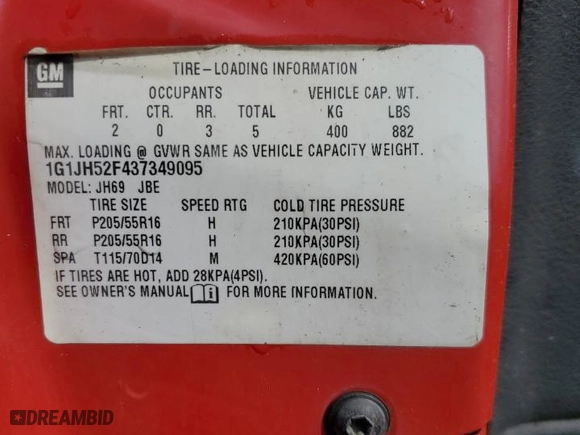 GM
TIRE-LOADING INFORMATION
OCCUPANTS VEHICLE CAP. WT.
FRT. CTR. RR. TOTAL KG LBS
2 0 3 5 400 882
MAX. LOADING @ GVWR SAME AS VEHICLE CAPACITY WEIGHT.
1G1JH52F437349095
MODEL: JH69 JBE
TIRE SIZE SPEED RTG COLD TIRE PRESSURE
FRT P205/55R16 H 210KPA(30PSI)
RR P205/55R16 H 210KPA(30PSI)
SPA T115/70D14 M 420KPA(60PSI)
IF TIRES ARE HOT, ADD 28KPA(4PSI).
SEE OWNER'S MANUAL FOR MORE INFORMATION.
DREAMBID